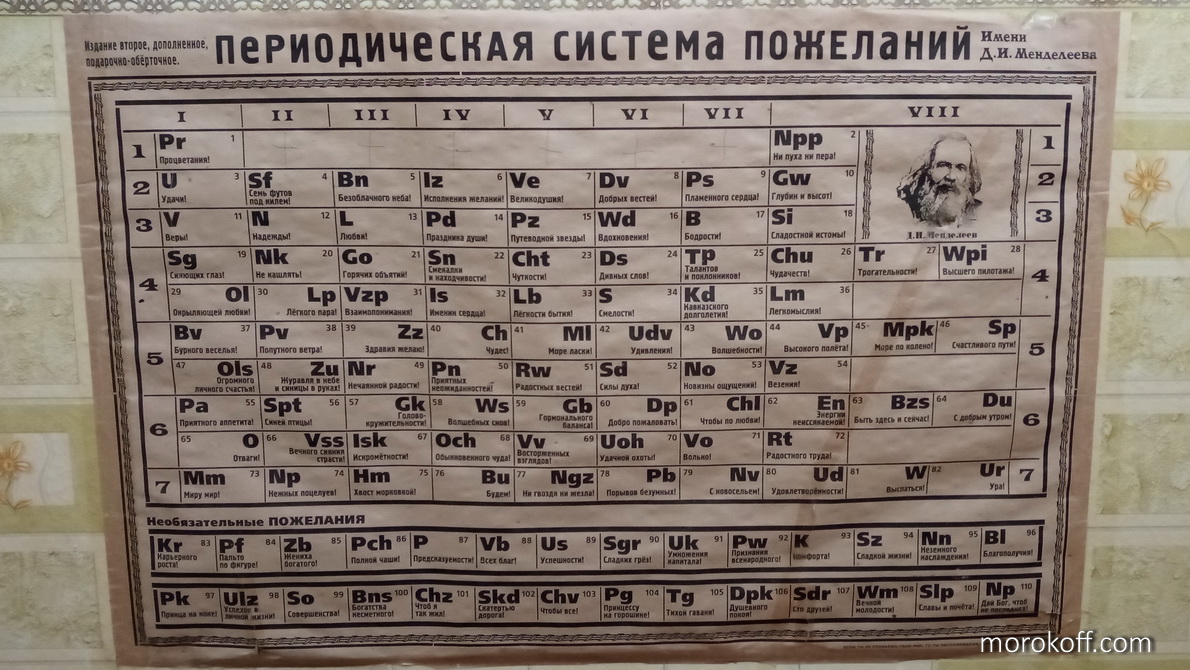 Издание второе, дополненное,
подарочно-обёрточное.
ПЕРИОДИЧЕСКАЯ СИСТЕМА ПОЖЕЛАНИЙ
Имени
Д.И. Менделеева
I II III IV V VI VII VIII
1 Pr 1 Npp 2 1
Процветания! Ни пуха ни пера!
2 U 3 Sf 4 Bn 5 Iz 6 Ve 7 Dv 8 Ps 9 Gw 10 2
Удачи! Семь футов под килем! Безоблачного неба! Исполнения желаний! Великодушия! Добрых вестей! Пламенного сердца! Глубин и высот!
3 V 11 N 12 L 13 Pd 14 Pz 15 Wd 16 B 17 Si 18 3
Веры! Надежды! Любви! Праздника души! Путеводной звезды! Вдохновения! Бодрости! Сладостной истомы!
Д.И. Менделеев
4 Sg 19 Nk 20 Go 21 Sn 22 Cht 23 Ds 24 Tp 25 Chu 26 Tr 27 Wpi 28 4
Сияющих глаз! Не кашлять! Горячих объятий! Смекалки и находчивости! Чуткости! Дивных слов! Талантов и поклонников! Чудачеств! Трогательности! Высшего пилотажа!
29 Ol 30 Lp Vzp 31 Is 32 Lb 33 S 34 Kd 35 Lm 36
Окрыляющей любви! Лёгкого пара! Взаимопонимания! Именин сердца! Лёгкости бытия! Смелости! Кавказского долголетия! Легкомыслия!
5 Bv 37 Pv 38 39 Zz 40 Ch 41 Ml 42 Udv 43 Wo 44 Vp 45 Mpk 46 Sp 5
Бурного веселья! Попутного ветра! Здравия желаю! Чудес! Море ласки! Удивления! Волшебности! Высокого полёта! Море по колено! Счастливого пути!
47 Ols 48 Zu Nr 49 Pn 50 Rw 51 Sd 52 No 53 Vz 54
Огромного личного счастья! Журавля в небе и синицы в руках! Нечаянной радости! Приятных неожиданностей! Радостных вестей! Силы духа! Новизны ощущений! Везения!
6 Pa 55 Spt 56 57 Gk 58 Ws 59 Gb 60 Dp 61 Chl 62 En 63 Bzs 64 Du 6
Приятного аппетита! Синей птицы! Голово-кружительности! Волшебных снов! Гормонального баланса! Добро пожаловать! Чтобы по любви! Энергии неиссякаемой! Быть здесь и сейчас! С добрым утром!
65 O 66 Vss Isk 67 Och 68 Vv 69 Uoh 70 Vo 71 Rt 72
Отваги! Вечного сияния страсти! Искромётности! Обыкновенного чуда! Восторженных взглядов! Удачной охоты! Вольно! Радостного труда!
7 Mm 73 Np 74 Hm 75 76 Bu 77 Ngz 78 Pb 79 Nv 80 Ud 81 W 82 Ur 7
Миру мир! Нежных поцелуев! Хвост морковкой! Будем! Ни гвоздя ни жезла! Порывов безумных! С новосельем! Удовлетворённости! Выспаться! Ура!
Необязательные ПОЖЕЛАНИЯ
Kr 83 Pf 84 Zb 85 Pch 86 P 87 Vb 88 Us 89 Sgr 90 Uk 91 Pw 92 K 93 Sz 94 Nn 95 Bl 96
Карьерного роста! Пальто по фигуре! Жениха богатого! Полной чаши! Предсказуемости! Всех благ! Успешности! Сладких грёз! Умножения капитала! Признания всенародного! Комфорта! Сладкой жизни! Неземного наслаждения! Благополучия!
Pk 97 Ulz 98 So 99 Bns 100 Chz 101 Skd 102 Chv 103 Pg 104 Tg 105 Dpk 106 Sdr 107 Wm 108 Slp 109 Np 110
Принца на коне! Успехов в личной жизни! Совершенства! Богатства несметного! Чтоб я так жил! Скатертью дорога! Чтобы все! Принцессу на горошине! Тихой гавани! Душевного покоя! Сто друзей! Вечной молодости! Славы и почёта! Дай Бог, чтоб не последняя!
morokoff.com